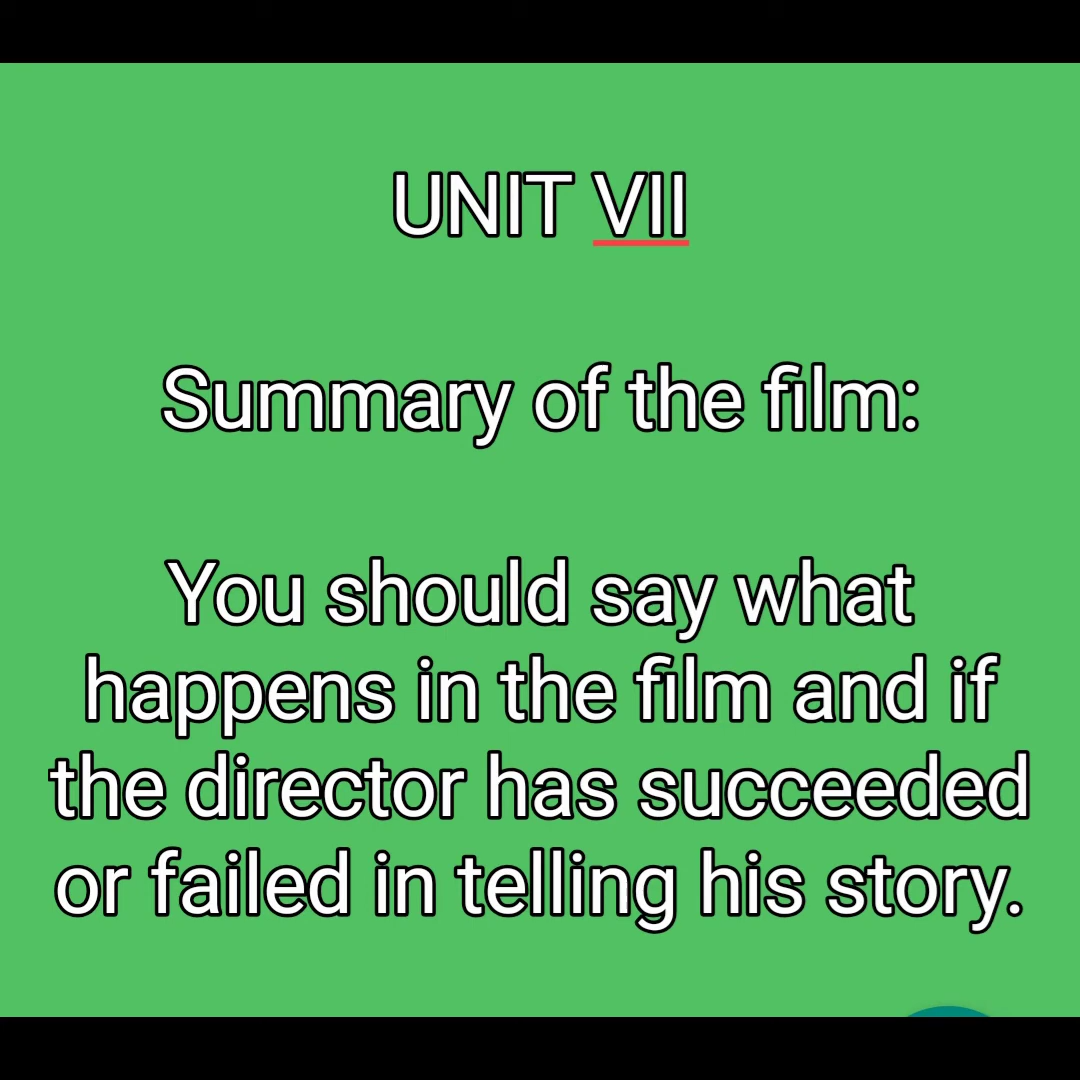 UNIT VII
Summary of the film:
You should say what
happens in the film and if
the director has succeeded
or failed in telling his story.